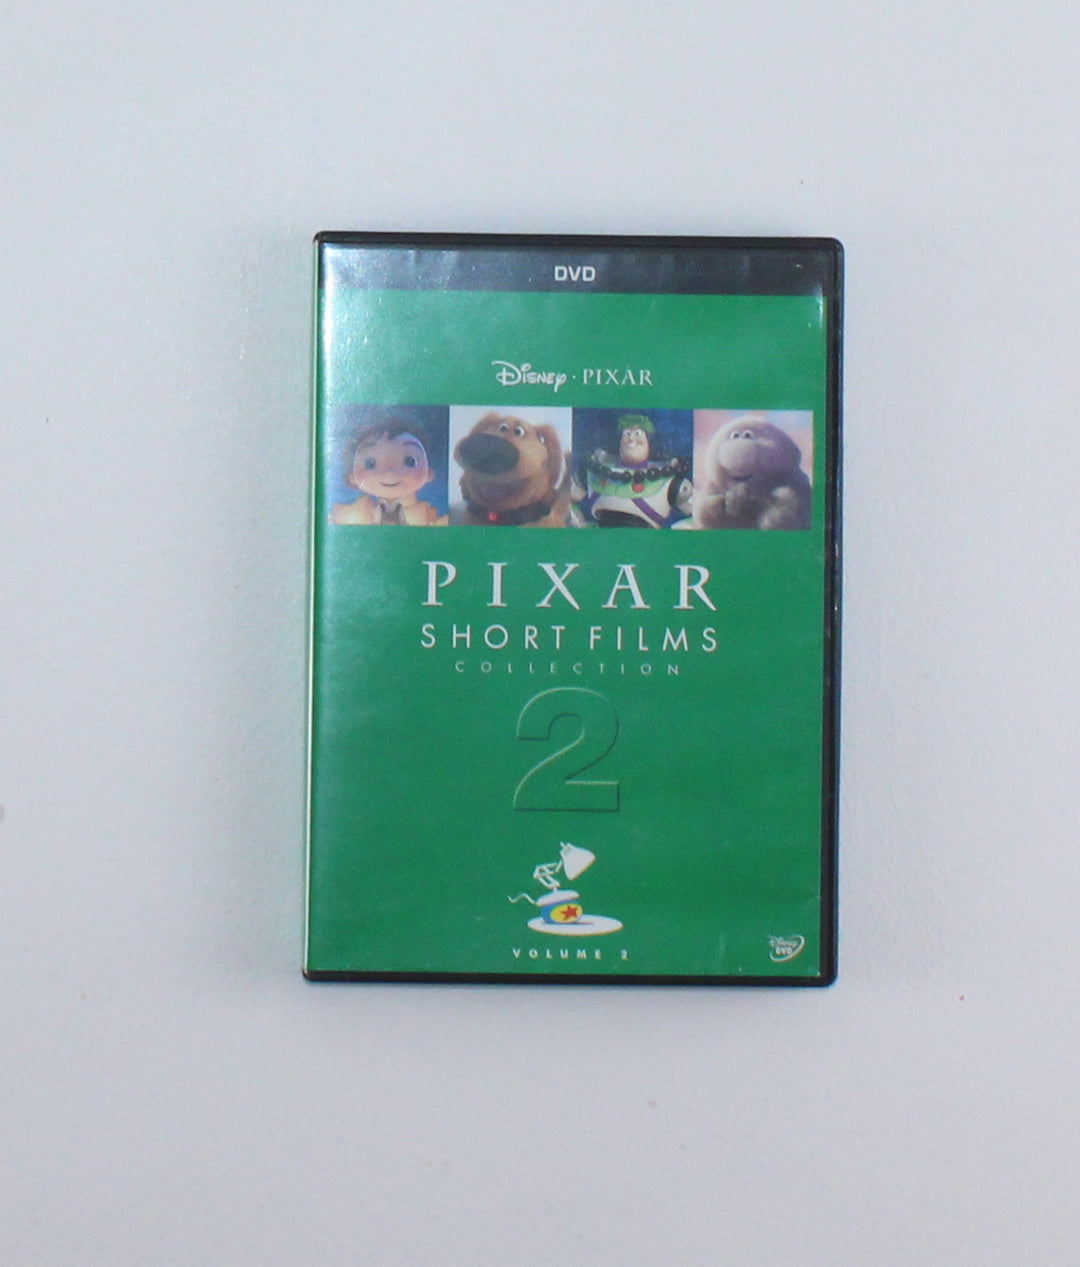 DVD
Disney · PIXAR
PIXAR
SHORT FILMS
COLLECTION
2
VOLUME 2
Disney
DVD